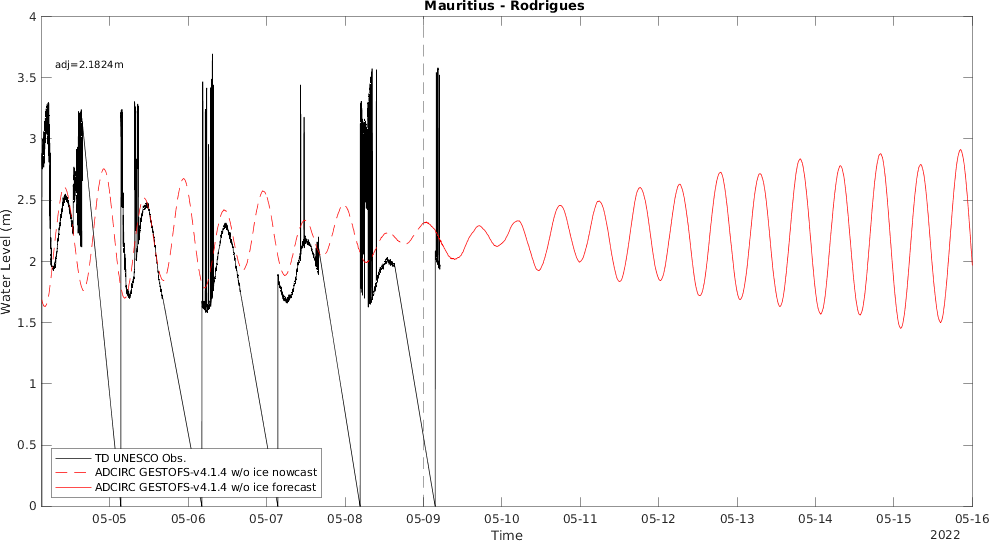 Mauritius - Rodrigues
adj=2.1824m
4
3.5
3
2.5
2
1.5
1
0.5
0
Water Level (m)
TD UNESCO Obs.
ADCIRC GESTOFS-v4.1.4 w/o ice nowcast
ADCIRC GESTOFS-v4.1.4 w/o ice forecast
05-05 05-06 05-07 05-08 05-09 05-10 05-11 05-12 05-13 05-14 05-15 05-16
Time
2022